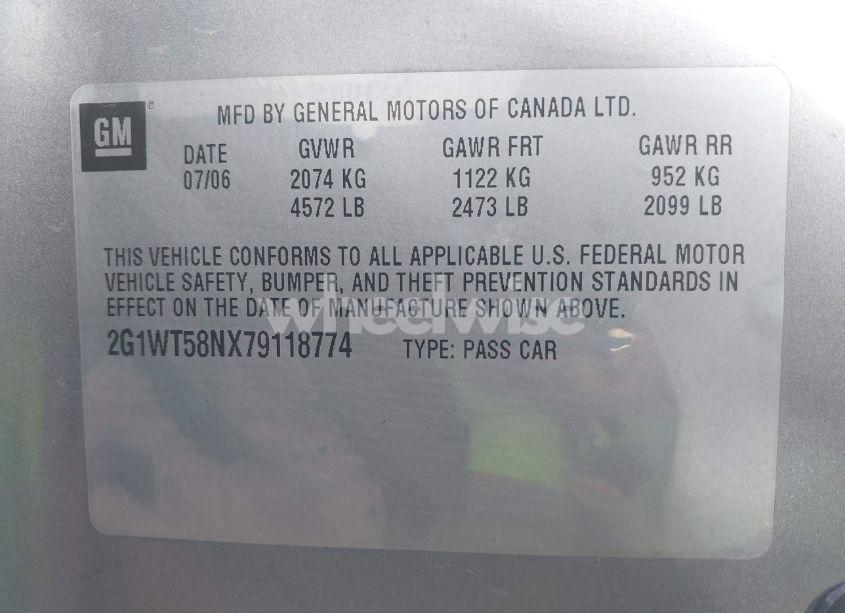 GM
MFD BY GENERAL MOTORS OF CANADA LTD.
DATE GVWR GAWR FRT GAWR RR
07/06 2074 KG 1122 KG 952 KG
4572 LB 2473 LB 2099 LB
THIS VEHICLE CONFORMS TO ALL APPLICABLE U.S. FEDERAL MOTOR
VEHICLE SAFETY, BUMPER, AND THEFT PREVENTION STANDARDS IN
EFFECT ON THE DATE OF MANUFACTURE SHOWN ABOVE.
wheelwise
2G1WT58NX79118774 TYPE: PASS CAR